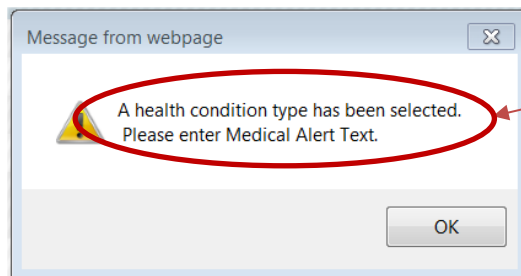 Message from webpage
A health condition type has been selected.
Please enter Medical Alert Text.
OK